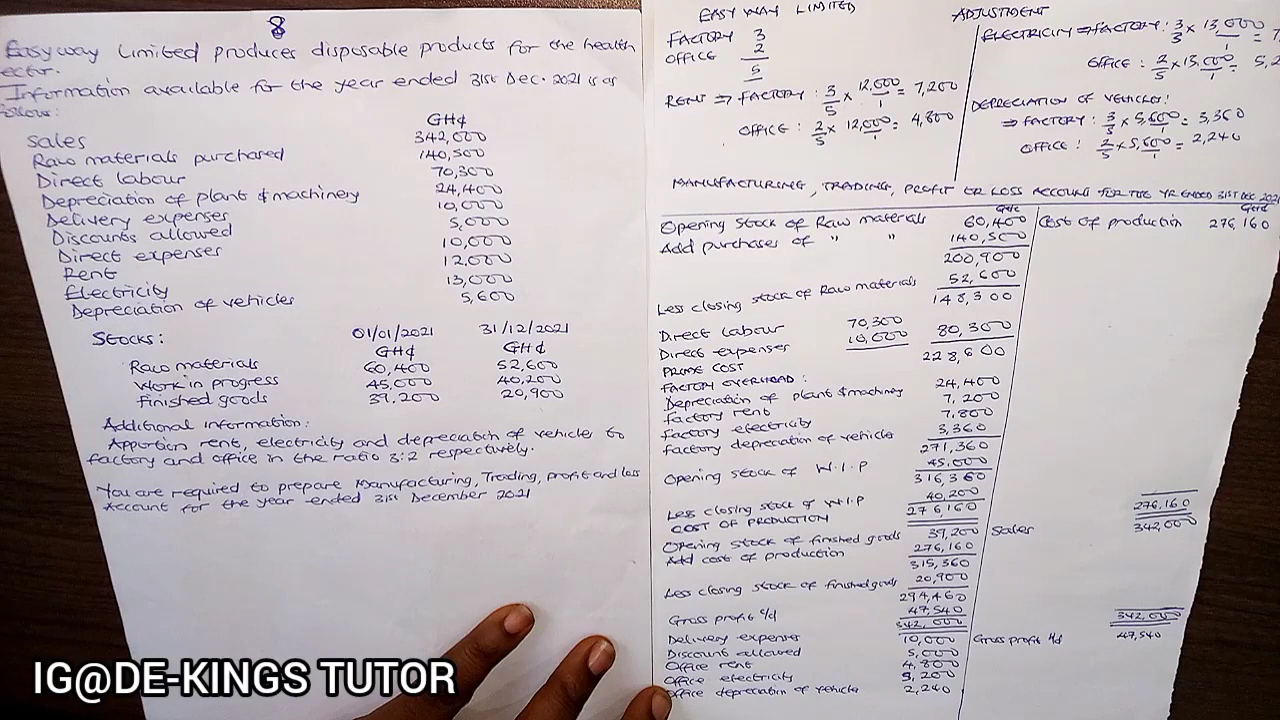 8
Easyway Limited produces disposable products for the health
ector.
Information available for the year ended 31st Dec. 2021 is as
follow:
GH¢
Sales 342,000
Raw materials purchased 140,500
Direct labour 70,300
Depreciation of plant & machinery 24,400
Delivery expenses 10,000
Discounts allowed 5,000
Direct expenses 10,000
Rent 12,000
Electricity 13,000
Depreciation of vehicles 5,600
Stocks: 01/01/2021 31/12/2021
GH¢ GH¢
Raw materials 60,400 52,600
Work in progress 45,000 40,200
Finished goods 39,200 20,900
Additional information:
Apportion rent, electricity and depreciation of vehicles to
factory and office in the ratio 3:2 respectively.
You are required to prepare Manufacturing, Trading, profit and loss
Account for the year ended 31st December 2021
IG@DE-KINGS TUTOR
EASY WAY LIMITED
FACTORY 3
OFFICE 2
5
RENT ⇒ FACTORY: 3/5 × 12,000/1 = 7,200
OFFICE: 2/5 × 12,000/1 = 4,800
ADJUSTMENT
ELECTRICITY ⇒ FACTORY: 3/5 × 13,000/1 = 7
OFFICE: 2/5 × 13,000/1 = 5,2
DEPRECIATION OF VEHICLES:
⇒ FACTORY: 3/5 × 5,600/1 = 3,360
OFFICE: 2/5 × 5,600/1 = 2,240
MANUFACTURING, TRADING, PROFIT OR LOSS ACCOUNT FOR THE YR ENDED 31ST DEC 2021
GH¢ GH¢
Opening stock of Raw materials 60,400 Cost of production 276,160
Add purchases of " " 140,500
200,900
Less closing stock of Raw materials 52,600
148,300
Direct labour 70,300
Direct expenses 10,000 80,300
PRIME COST 228,600
FACTORY OVERHEAD:
Depreciation of plant & machinery 24,400
factory rent 7,200
factory electricity 7,800
factory depreciation of vehicle 3,360
271,360
Opening stock of W.I.P 45,000
316,360
Less closing stock of W.I.P 40,200
COST OF PRODUCTION 276,160 276,160
Opening stock of finished goods 39,200 Sales 342,000
Add cost of production 276,160
315,360
Less closing stock of finished goods 20,900
294,460
Gross profit c/d 47,540
342,000 342,000
Delivery expenses 10,000 Gross profit b/d 47,540
Discount allowed 5,000
Office rent 4,800
Office electricity 5,200
Office depreciation of vehicle 2,240